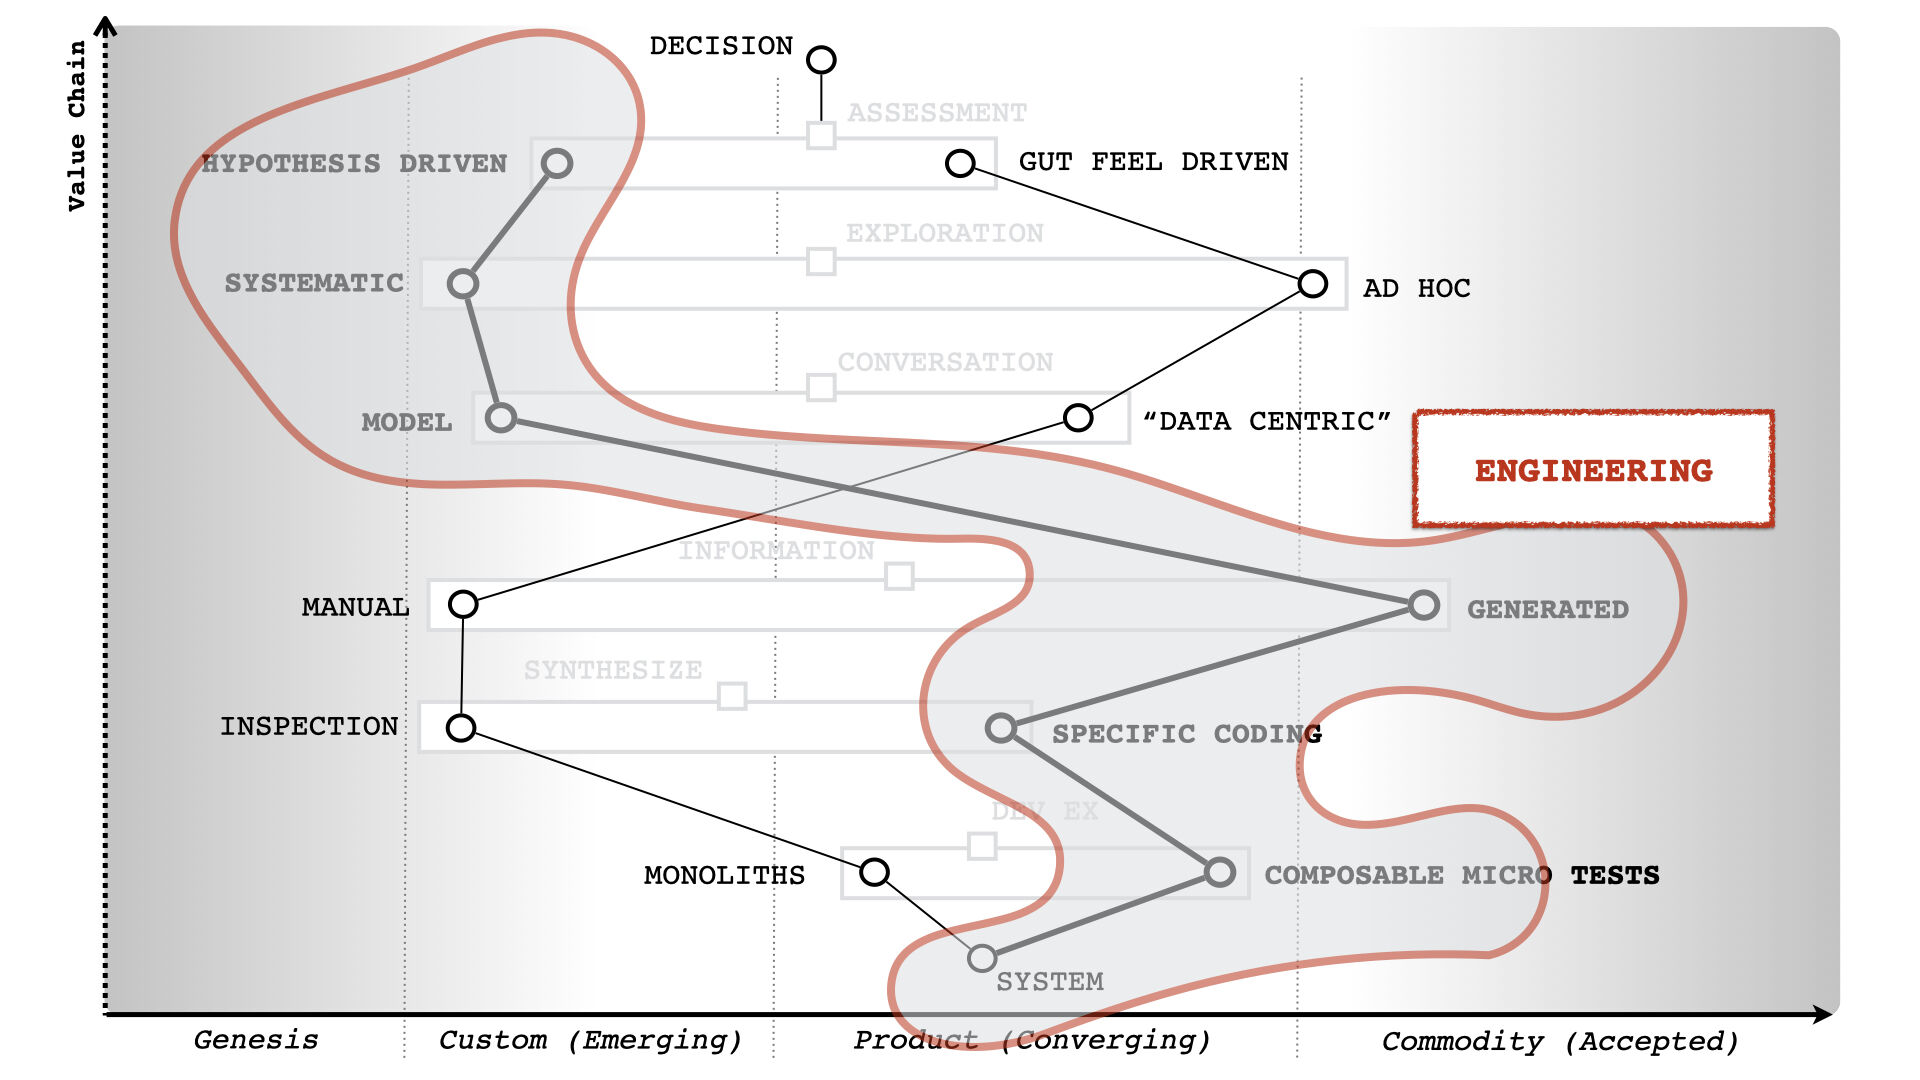 Value Chain
DECISION
ASSESSMENT
HYPOTHESIS DRIVEN
GUT FEEL DRIVEN
EXPLORATION
SYSTEMATIC
AD HOC
CONVERSATION
MODEL
“DATA CENTRIC”
ENGINEERING
INFORMATION
MANUAL
GENERATED
SYNTHESIZE
INSPECTION
SPECIFIC CODING
DEV EX
MONOLITHS
COMPOSABLE MICRO TESTS
SYSTEM
Genesis
Custom (Emerging)
Product (Converging)
Commodity (Accepted)